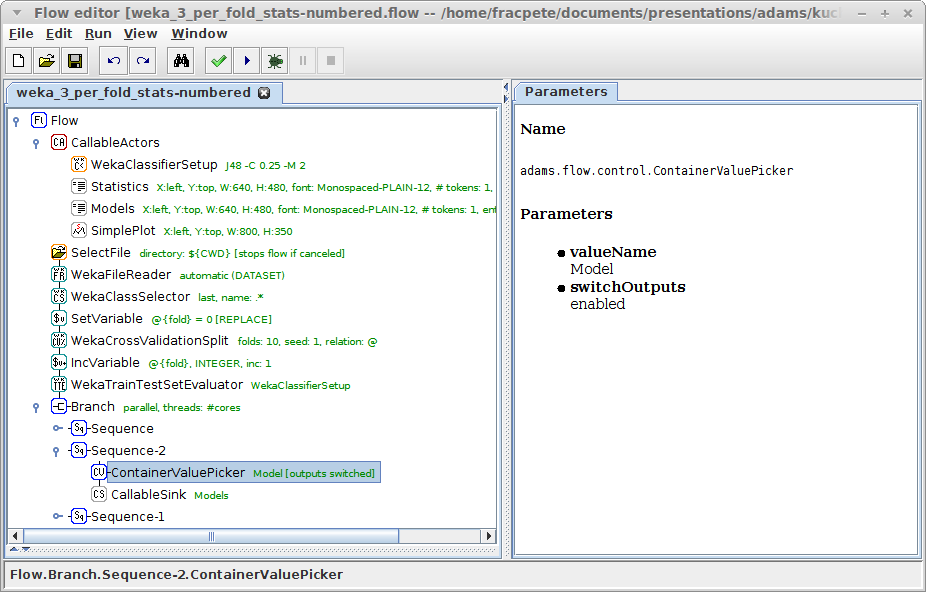 Flow editor [weka_3_per_fold_stats-numbered.flow -- /home/fracpete/documents/presentations/adams/kuc
File Edit Run View Window
weka_3_per_fold_stats-numbered
Flow
CallableActors
WekaClassifierSetup J48 -C 0.25 -M 2
Statistics X:left, Y:top, W:640, H:480, font: Monospaced-PLAIN-12, # tokens: 1,
Models X:left, Y:top, W:640, H:480, font: Monospaced-PLAIN-12, # tokens: 1, ent
SimplePlot X:left, Y:top, W:800, H:350
SelectFile directory: ${CWD} [stops flow if canceled]
WekaFileReader automatic (DATASET)
WekaClassSelector last, name: .*
SetVariable @{fold} = 0 [REPLACE]
WekaCrossValidationSplit folds: 10, seed: 1, relation: @
IncVariable @{fold}, INTEGER, inc: 1
WekaTrainTestSetEvaluator WekaClassifierSetup
Branch parallel, threads: #cores
Sequence
Sequence-2
ContainerValuePicker Model [outputs switched]
CallableSink Models
Sequence-1
Parameters
Name
adams.flow.control.ContainerValuePicker
Parameters
● valueName
Model
● switchOutputs
enabled
Flow.Branch.Sequence-2.ContainerValuePicker